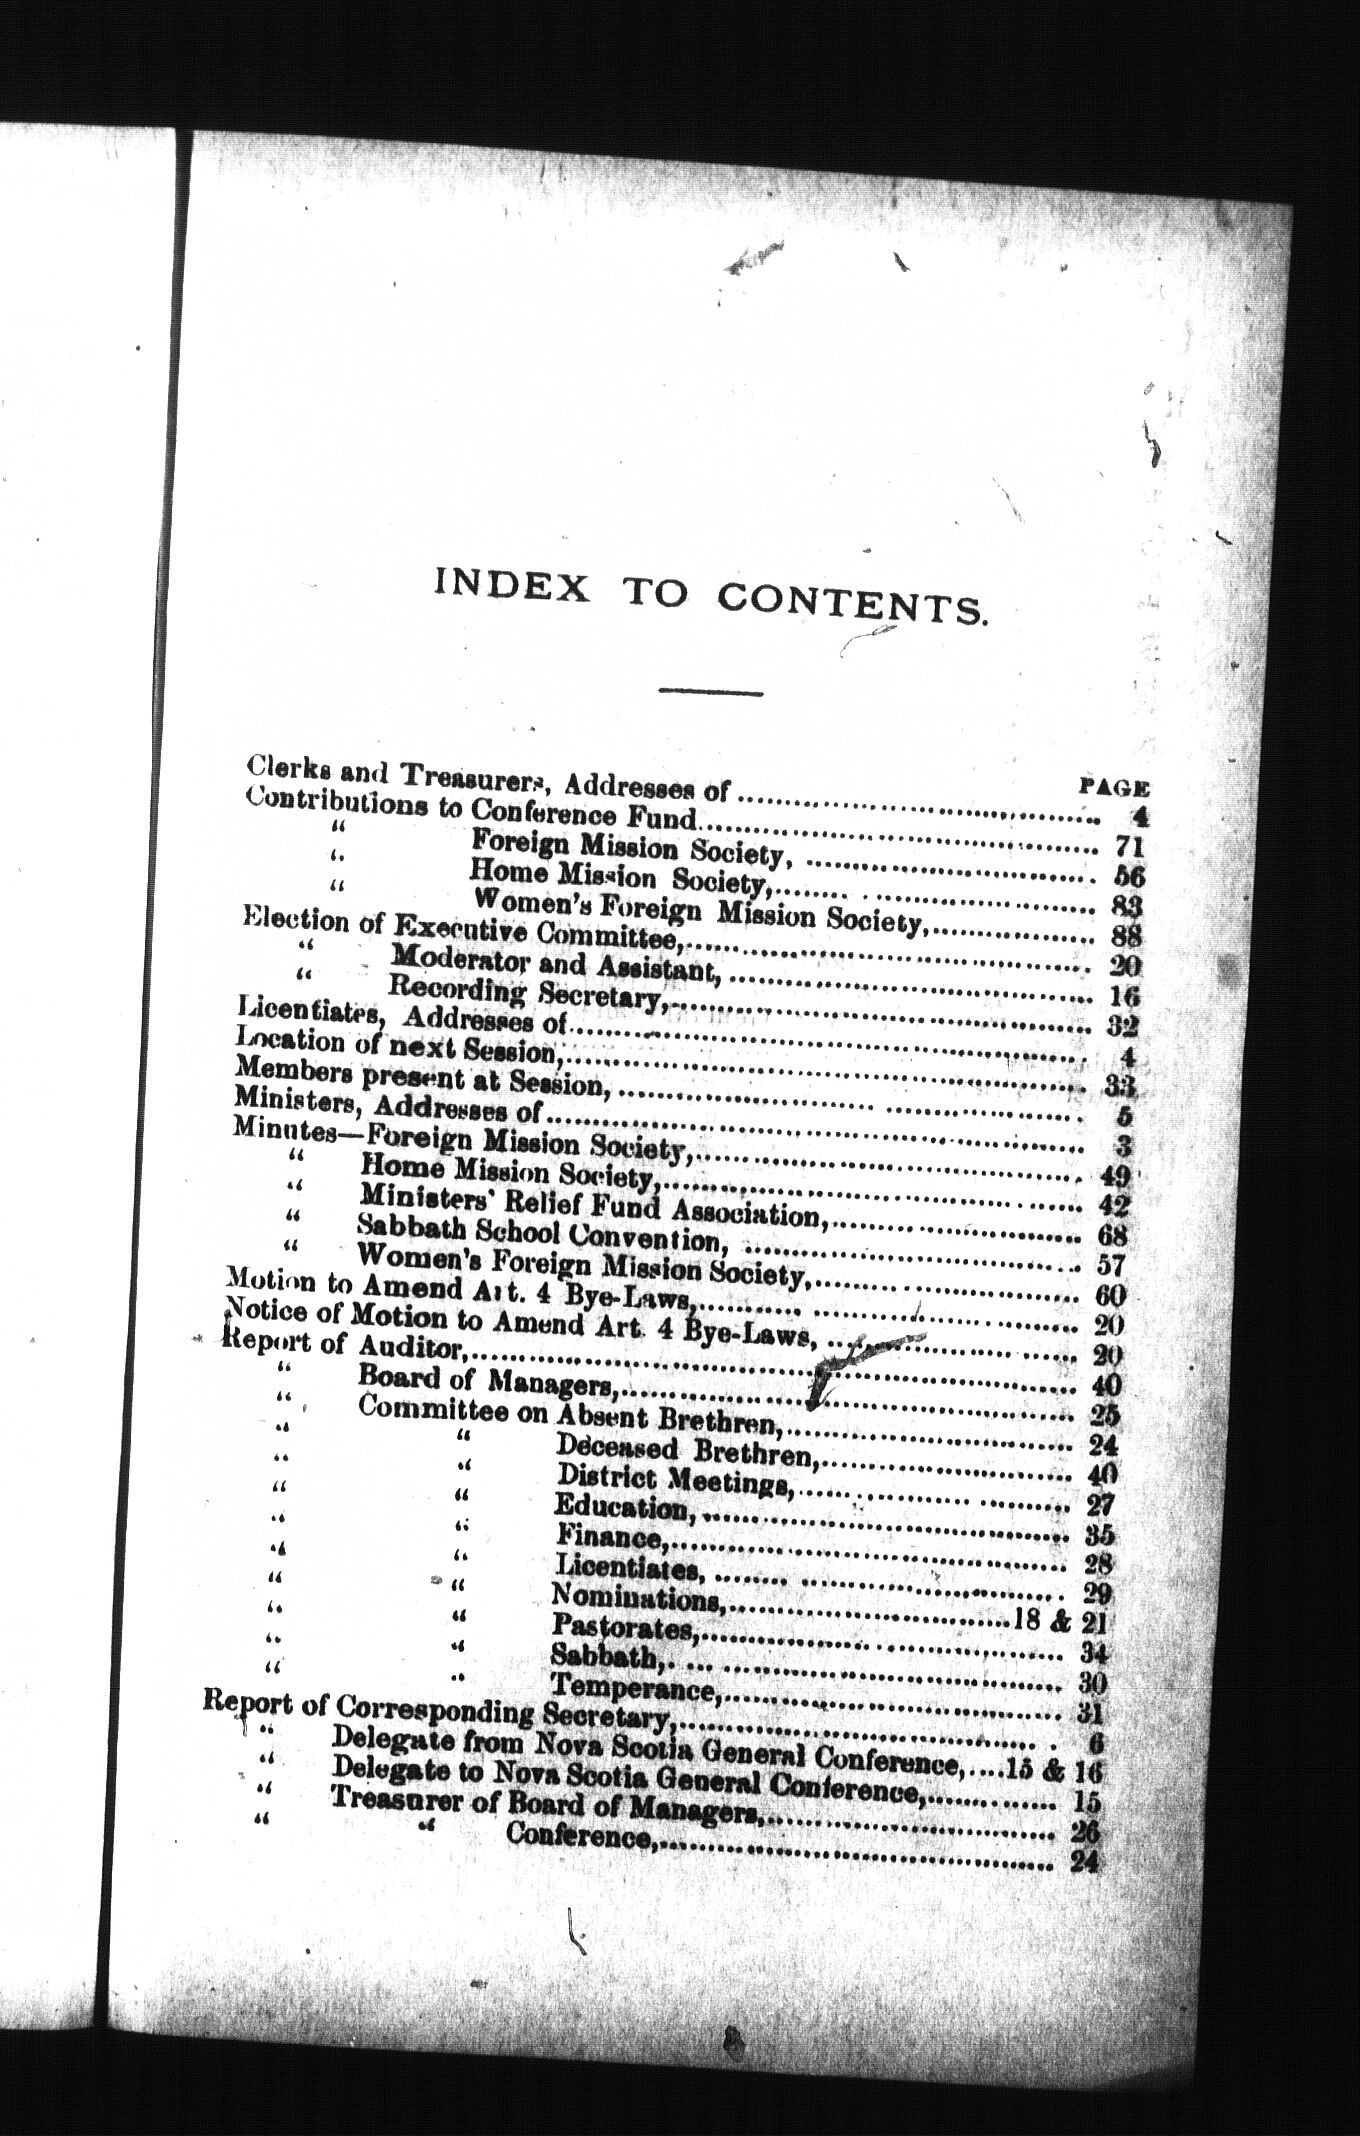 INDEX TO CONTENTS.
PAGE
Clerks and Treasurers, Addresses of .......... 4
Contributions to Conference Fund .......... 71
“ Foreign Mission Society, .......... 56
“ Home Mission Society, .......... 83
“ Women's Foreign Mission Society, .......... 88
Election of Executive Committee, .......... 20
“ Moderator and Assistant, .......... 16
“ Recording Secretary, .......... 32
Licentiates, Addresses of .......... 4
Location of next Session, .......... 33
Members present at Session, .......... 5
Ministers, Addresses of .......... 3
Minutes—Foreign Mission Society, .......... 49
“ Home Mission Society, .......... 42
“ Ministers' Relief Fund Association, .......... 68
“ Sabbath School Convention, .......... 57
“ Women's Foreign Mission Society, .......... 60
Motion to Amend Art. 4 Bye-Laws, .......... 20
Notice of Motion to Amend Art. 4 Bye-Laws, .......... 20
Report of Auditor, .......... 40
“ Board of Managers, .......... 25
“ Committee on Absent Brethren, .......... 24
“ “ Deceased Brethren, .......... 40
“ “ District Meetings, .......... 27
“ “ Education, .......... 35
“ “ Finance, .......... 28
“ “ Licentiates, .......... 29
“ “ Nominations, .......... 18 & 21
“ “ Pastorates, .......... 34
“ “ Sabbath, .......... 30
“ “ Temperance, .......... 31
Report of Corresponding Secretary, .......... 6
“ Delegate from Nova Scotia General Conference, .... 15 & 16
“ Delegate to Nova Scotia General Conference, .......... 15
“ Treasurer of Board of Managers, .......... 26
“ “ Conference, .......... 24